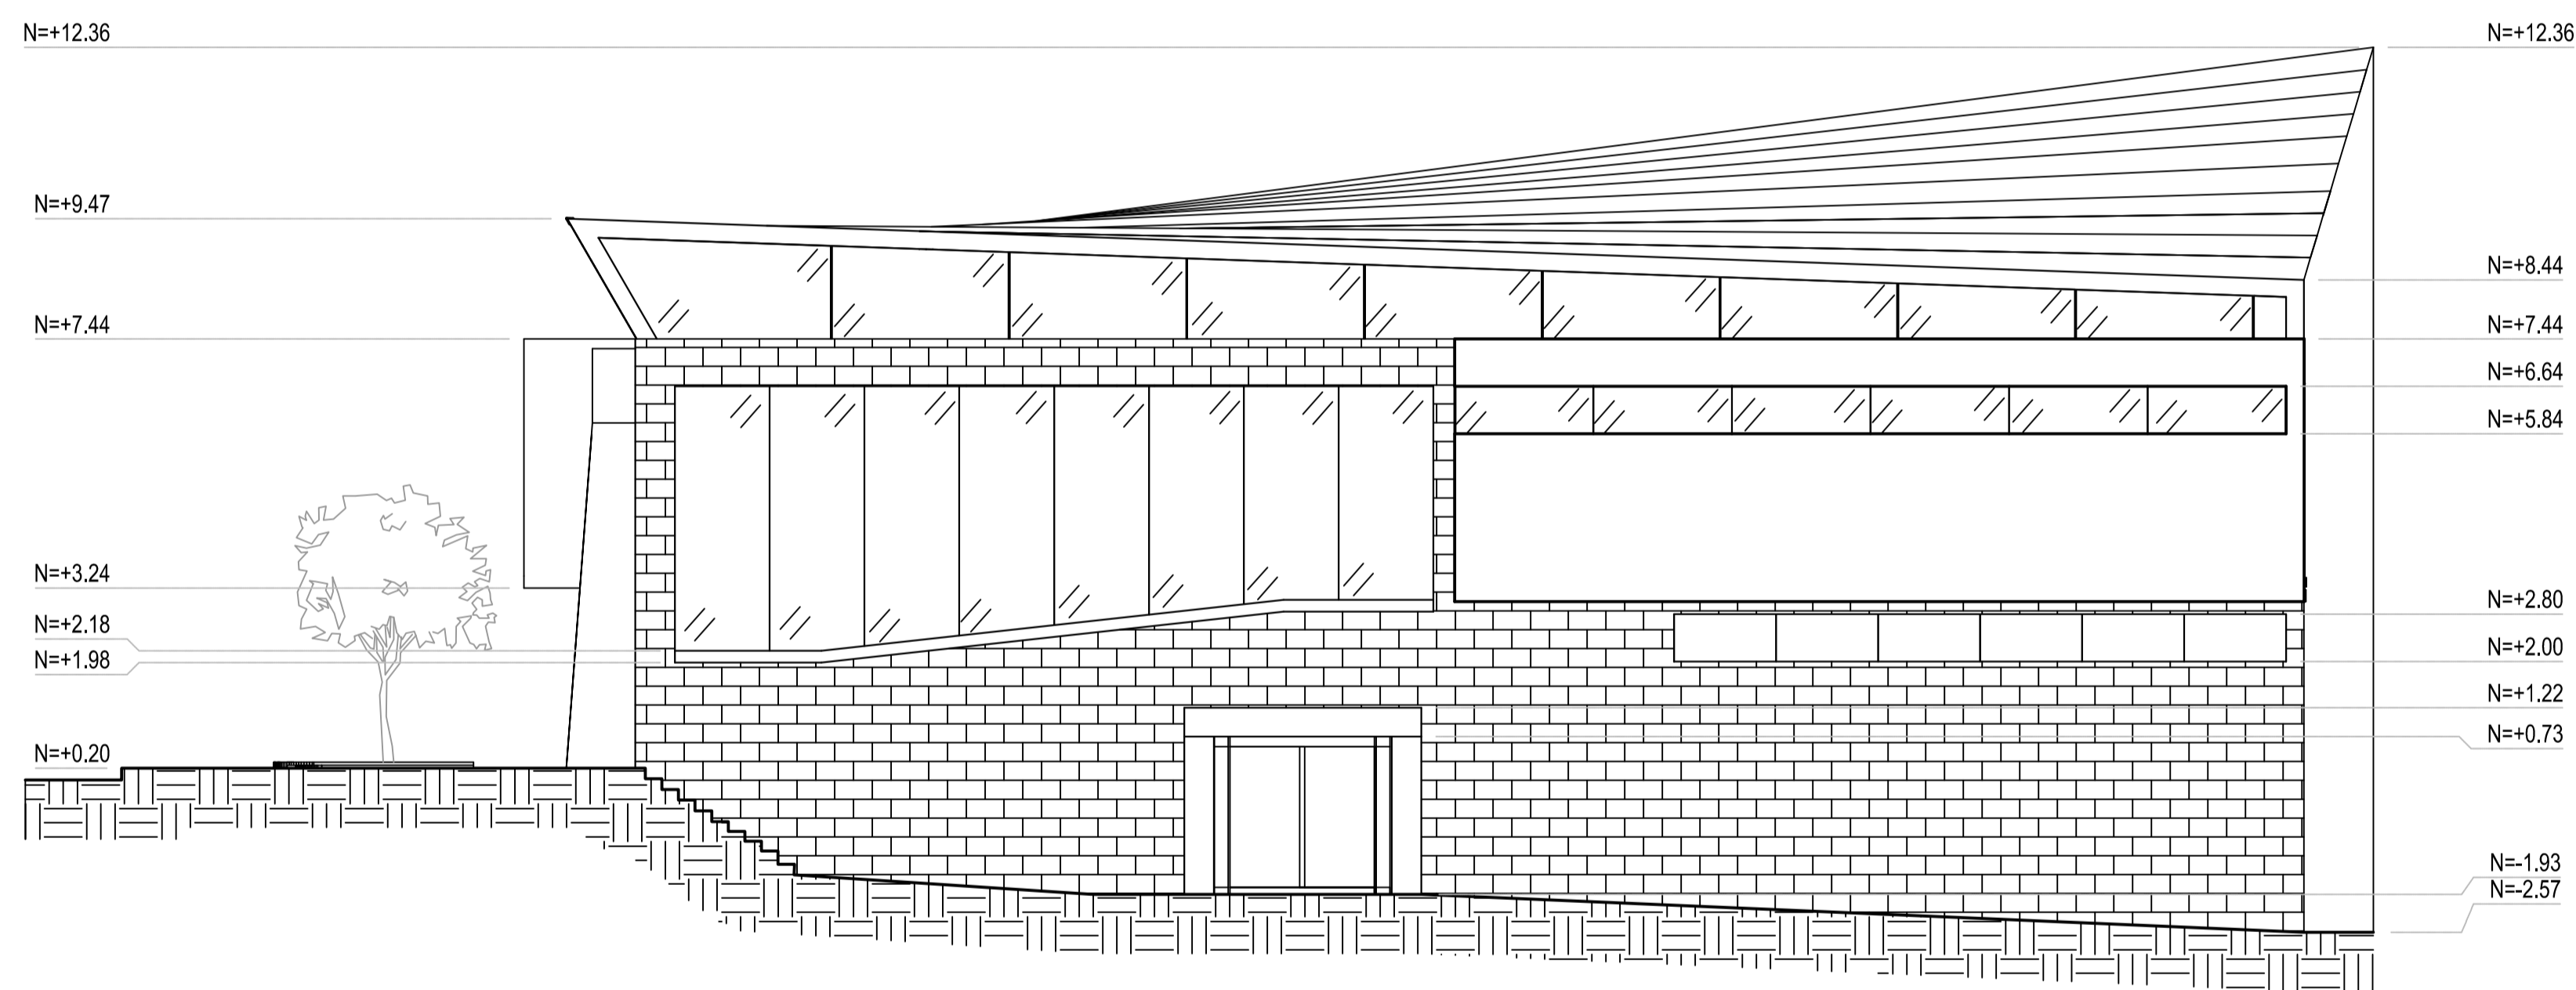 N=+12.36
N=+12.36
N=+9.47
N=+8.44
N=+7.44
N=+7.44
N=+6.64
N=+5.84
N=+3.24
N=+2.80
N=+2.18
N=+2.00
N=+1.98
N=+1.22
N=+0.73
N=+0.20
N=-1.93
N=-2.57